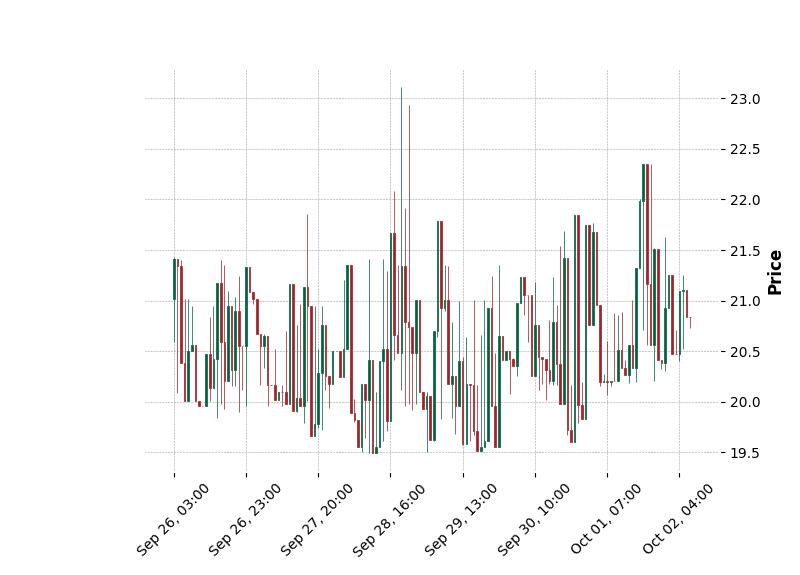 23.0
22.5
22.0
21.5
21.0
20.5
20.0
19.5
Price
Sep 26, 03:00
Sep 26, 23:00
Sep 27, 20:00
Sep 28, 16:00
Sep 29, 13:00
Sep 30, 10:00
Oct 01, 07:00
Oct 02, 04:00